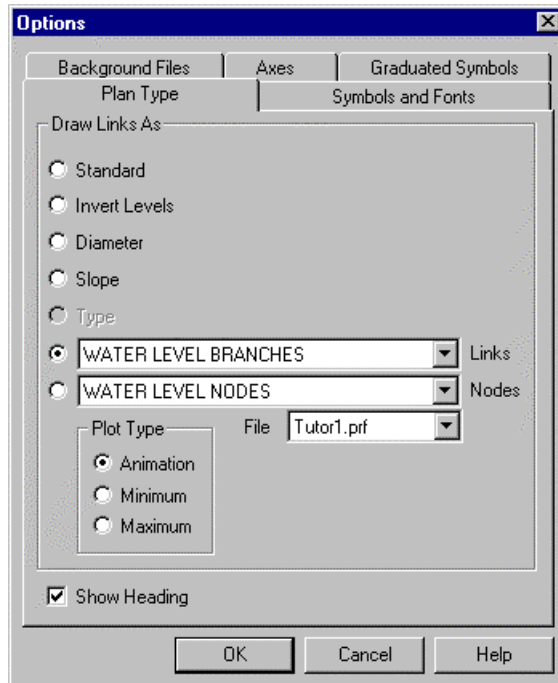 Options
Background Files Axes Graduated Symbols
Plan Type Symbols and Fonts
Draw Links As
Standard
Invert Levels
Diameter
Slope
Type
WATER LEVEL BRANCHES Links
WATER LEVEL NODES Nodes
Plot Type File Tutor1.prf
Animation
Minimum
Maximum
Show Heading
OK Cancel Help